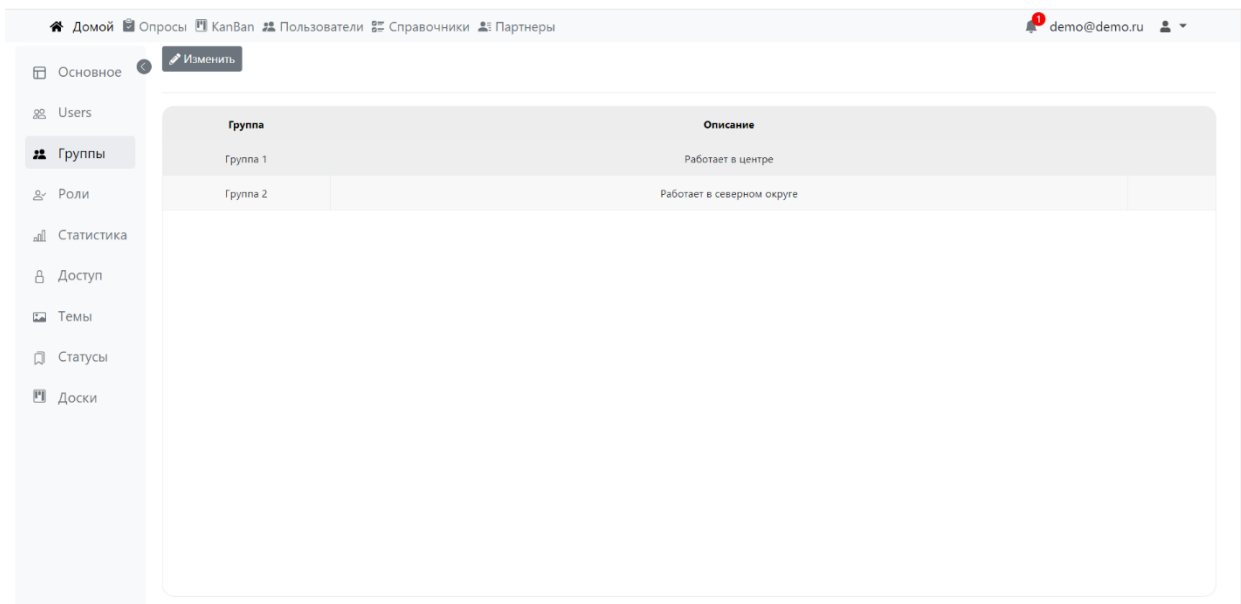 Домой Опросы KanBan Пользователи Справочники Партнеры 1 demo@demo.ru
Изменить
Основное
Users
Группы
Роли
Статистика
Доступ
Темы
Статусы
Доски
Группа Описание
Группа 1 Работает в центре
Группа 2 Работает в северном округе